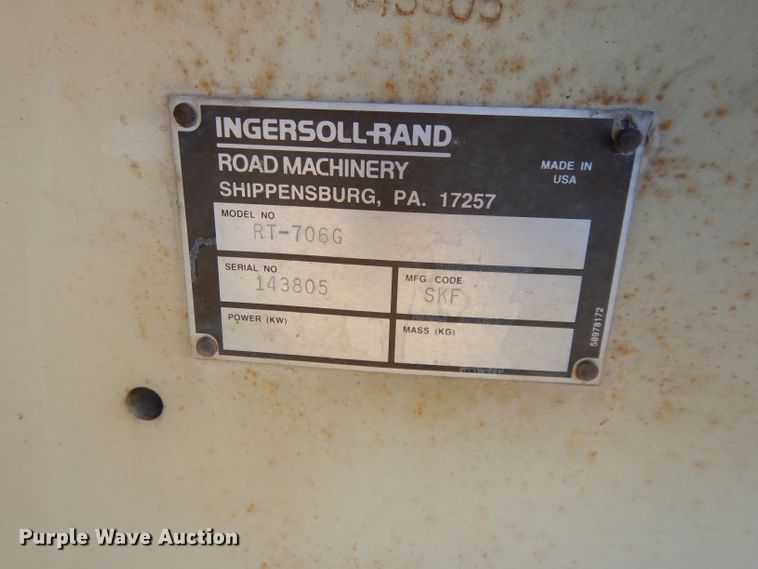 INGERSOLL-RAND
ROAD MACHINERY
SHIPPENSBURG, PA. 17257
MADE IN
USA
MODEL NO
RT-706G
SERIAL NO
143805
MFG CODE
SKF
POWER (KW)
MASS (KG)
58978172
Purple Wave Auction